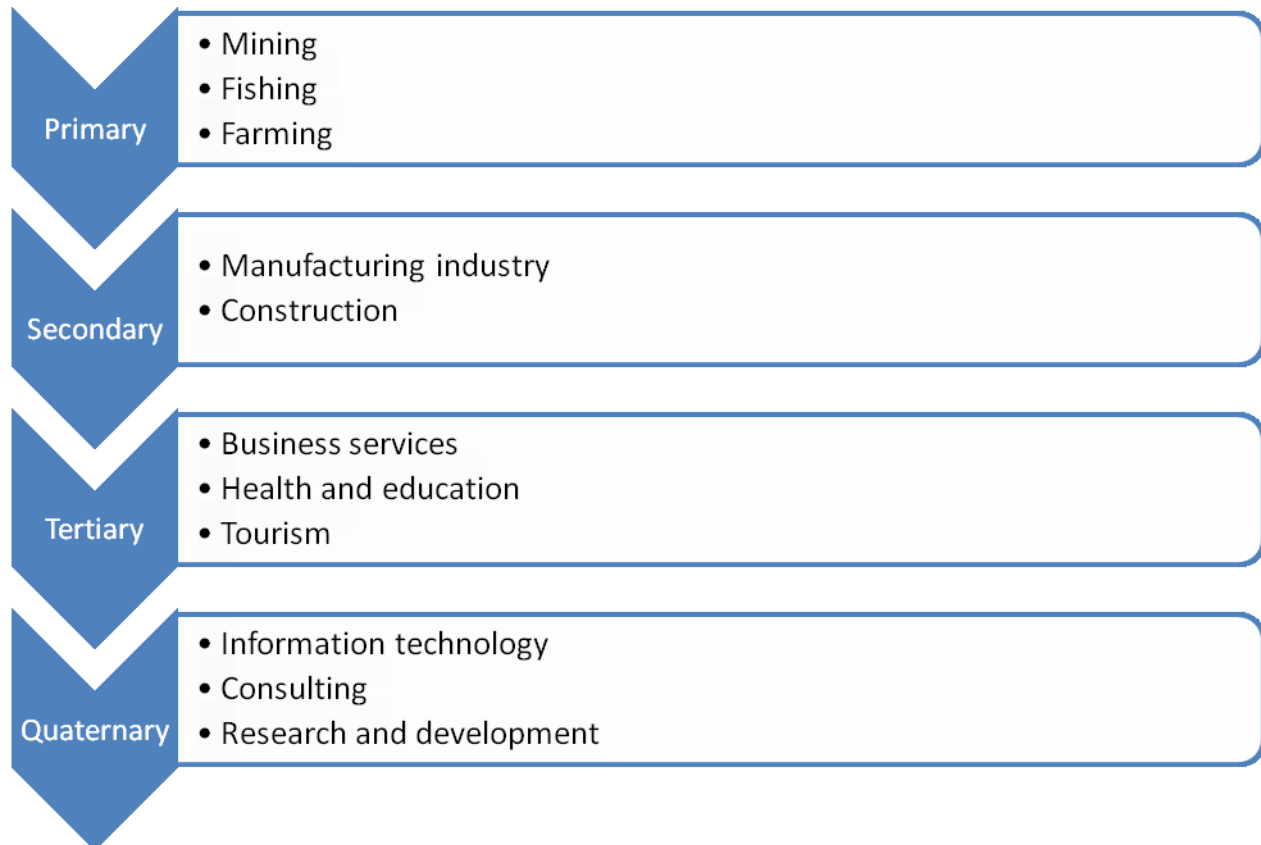 Primary
• Mining
• Fishing
• Farming
Secondary
• Manufacturing industry
• Construction
Tertiary
• Business services
• Health and education
• Tourism
Quaternary
• Information technology
• Consulting
• Research and development